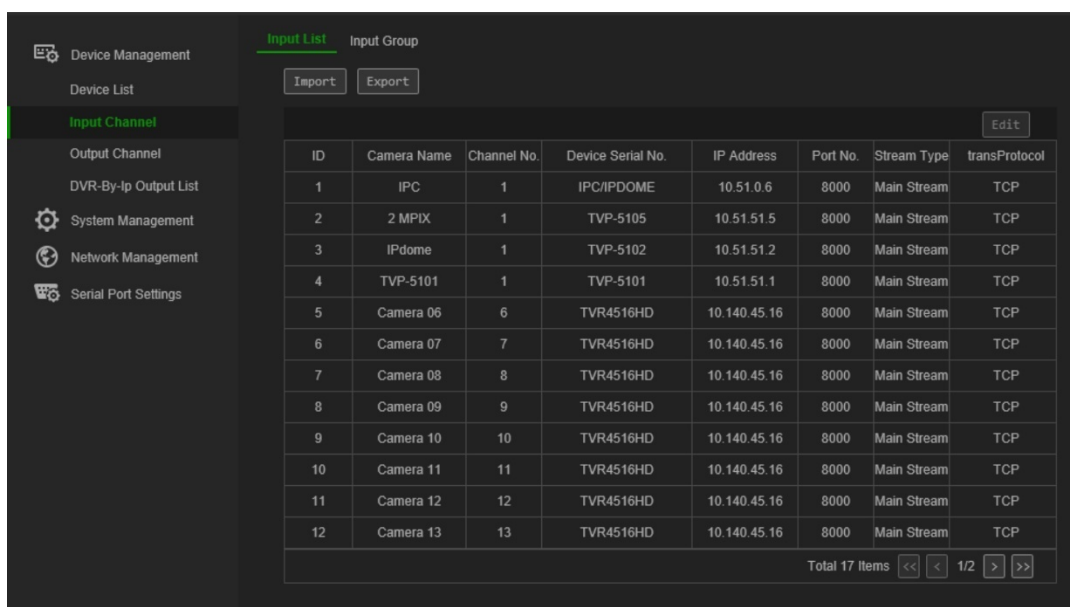 Device Management
Device List
Input Channel
Output Channel
DVR-By-Ip Output List
System Management
Network Management
Serial Port Settings
Input List Input Group
Import Export
Edit
ID Camera Name Channel No. Device Serial No. IP Address Port No. Stream Type transProtocol
1 IPC 1 IPC/IPDOME 10.51.0.6 8000 Main Stream TCP
2 2 MPIX 1 TVP-5105 10.51.51.5 8000 Main Stream TCP
3 IPdome 1 TVP-5102 10.51.51.2 8000 Main Stream TCP
4 TVP-5101 1 TVP-5101 10.51.51.1 8000 Main Stream TCP
5 Camera 06 6 TVR4516HD 10.140.45.16 8000 Main Stream TCP
6 Camera 07 7 TVR4516HD 10.140.45.16 8000 Main Stream TCP
7 Camera 08 8 TVR4516HD 10.140.45.16 8000 Main Stream TCP
8 Camera 09 9 TVR4516HD 10.140.45.16 8000 Main Stream TCP
9 Camera 10 10 TVR4516HD 10.140.45.16 8000 Main Stream TCP
10 Camera 11 11 TVR4516HD 10.140.45.16 8000 Main Stream TCP
11 Camera 12 12 TVR4516HD 10.140.45.16 8000 Main Stream TCP
12 Camera 13 13 TVR4516HD 10.140.45.16 8000 Main Stream TCP
Total 17 Items << < 1/2 > >>